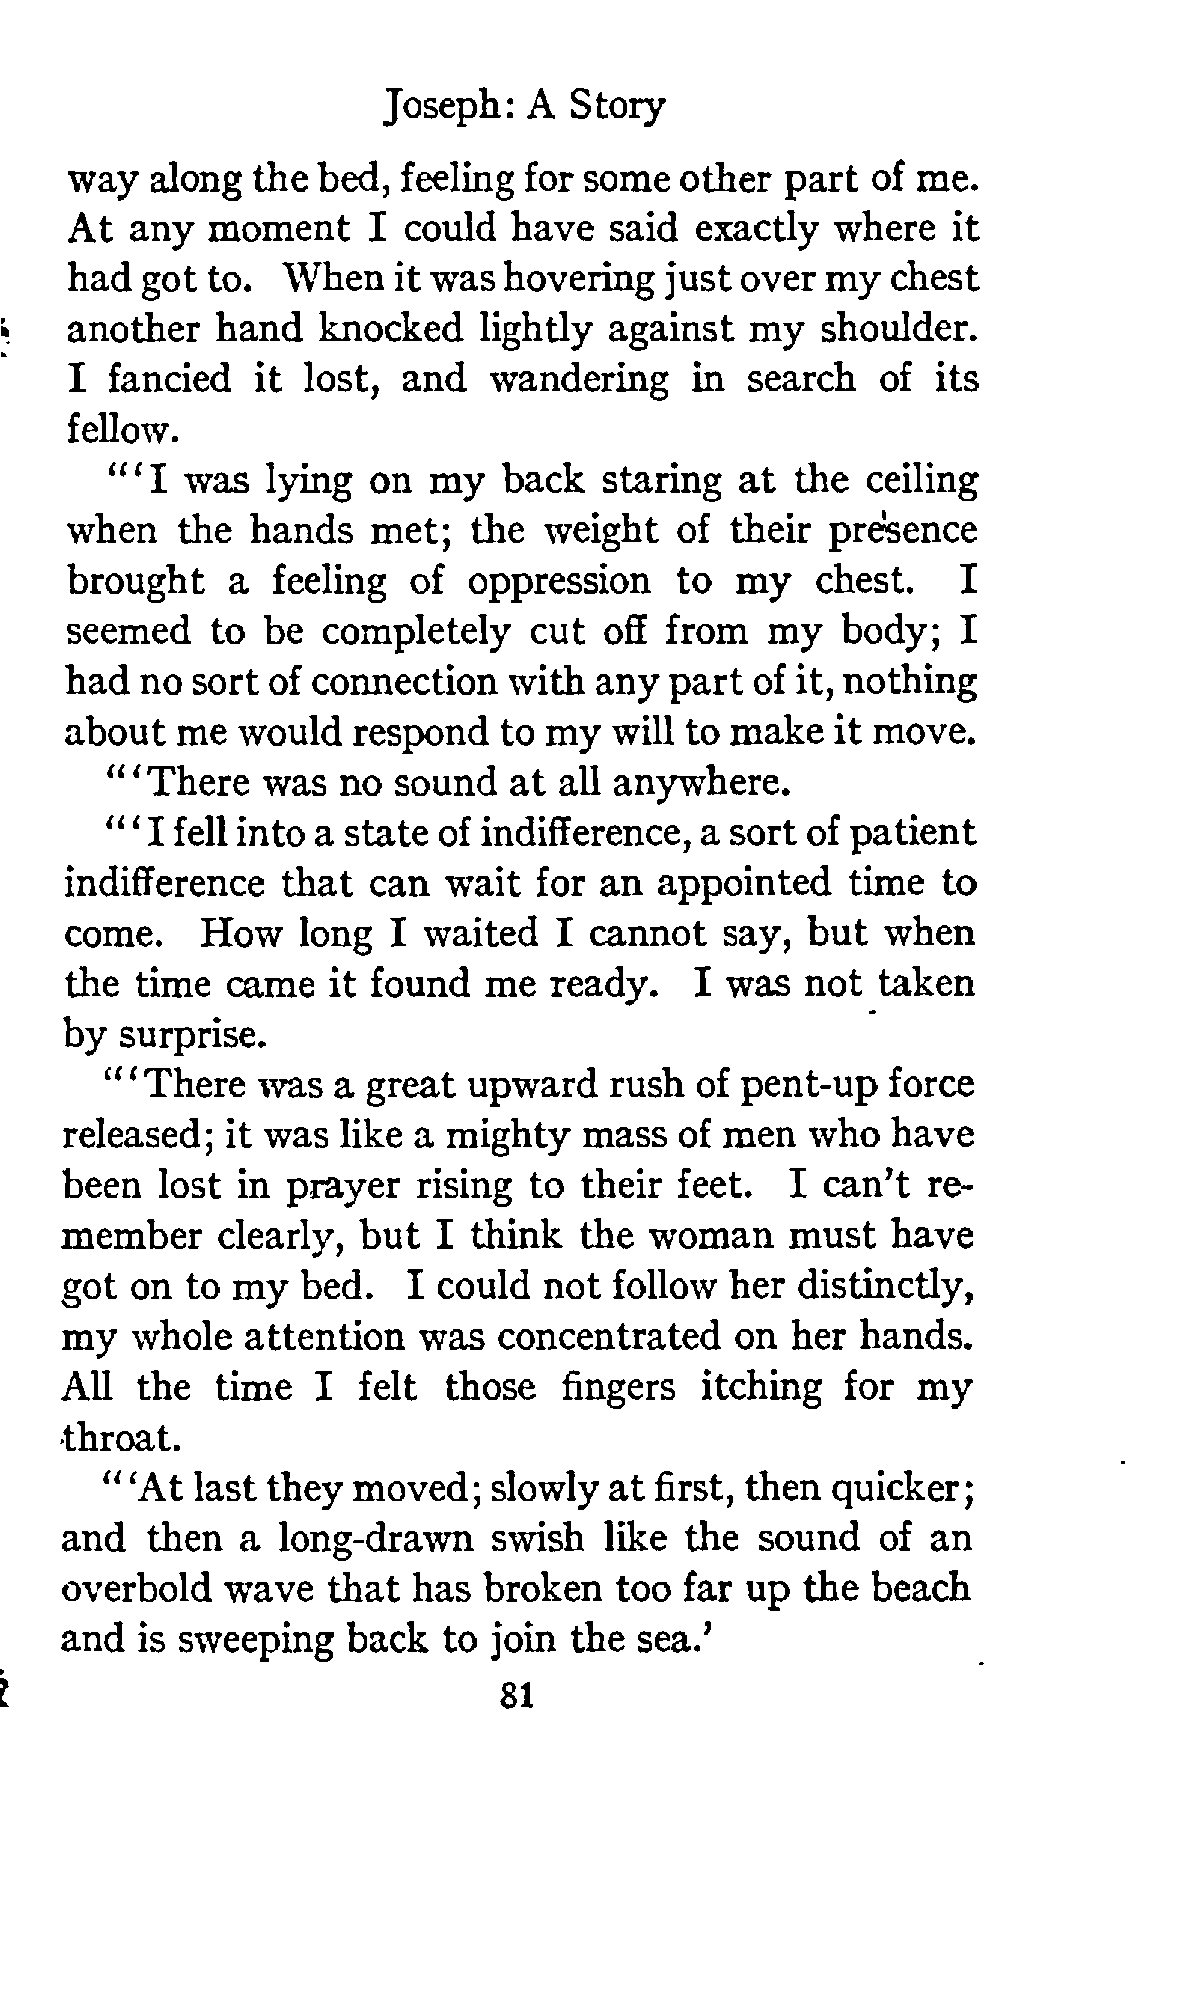 Joseph: A Story
way along the bed, feeling for some other part of me.
At any moment I could have said exactly where it
had got to. When it was hovering just over my chest
another hand knocked lightly against my shoulder.
I fancied it lost, and wandering in search of its
fellow.
"'I was lying on my back staring at the ceiling
when the hands met; the weight of their presence
brought a feeling of oppression to my chest. I
seemed to be completely cut off from my body; I
had no sort of connection with any part of it, nothing
about me would respond to my will to make it move.
"'There was no sound at all anywhere.
"'I fell into a state of indifference, a sort of patient
indifference that can wait for an appointed time to
come. How long I waited I cannot say, but when
the time came it found me ready. I was not taken
by surprise.
"'There was a great upward rush of pent-up force
released; it was like a mighty mass of men who have
been lost in prayer rising to their feet. I can't re-
member clearly, but I think the woman must have
got on to my bed. I could not follow her distinctly,
my whole attention was concentrated on her hands.
All the time I felt those fingers itching for my
throat.
"'At last they moved; slowly at first, then quicker;
and then a long-drawn swish like the sound of an
overbold wave that has broken too far up the beach
and is sweeping back to join the sea.'
81